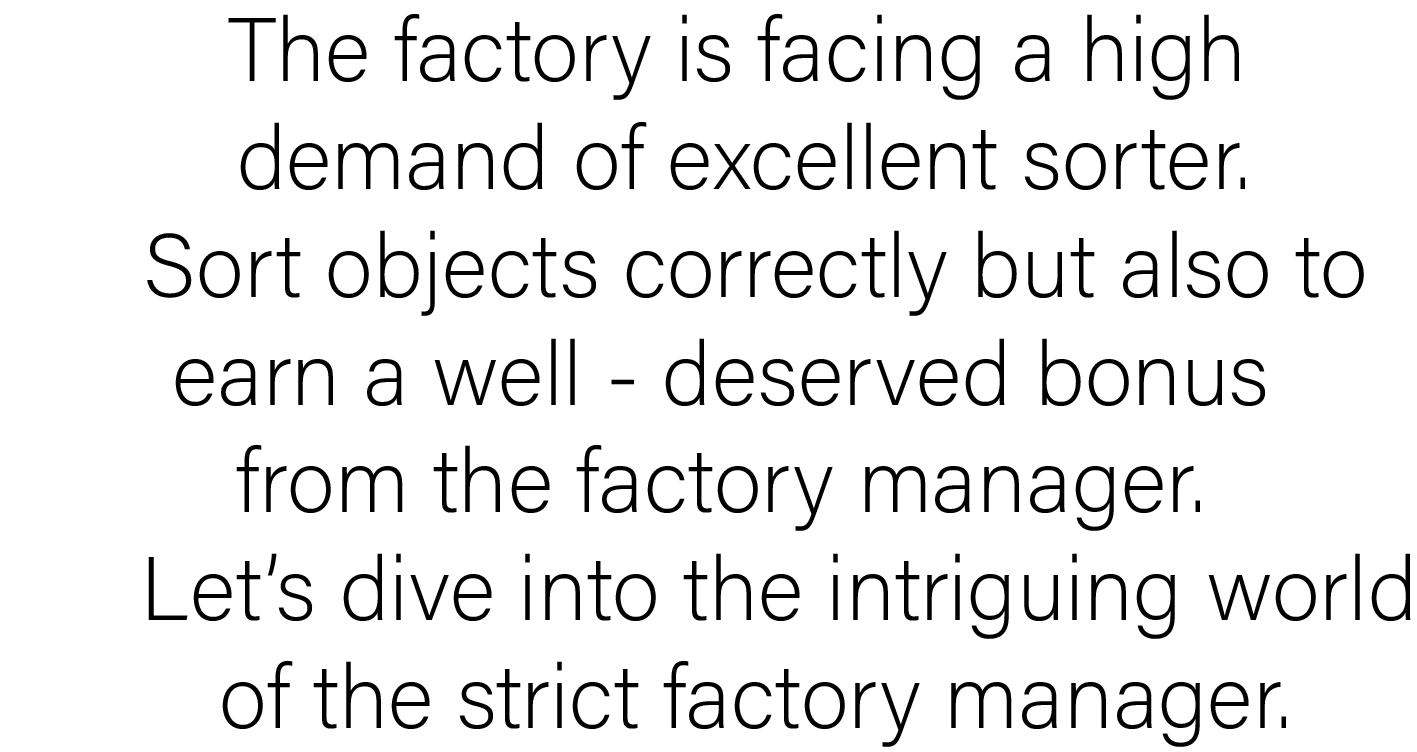 The factory is facing a high
demand of excellent sorter.
Sort objects correctly but also to
earn a well - deserved bonus
from the factory manager.
Let’s dive into the intriguing world
of the strict factory manager.